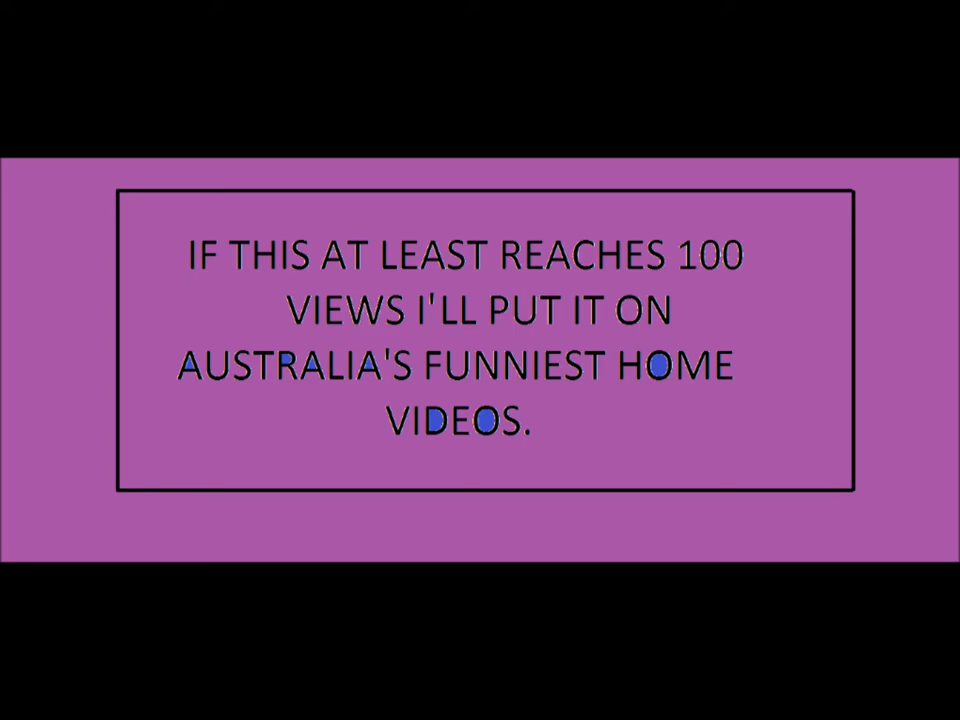 IF THIS AT LEAST REACHES 100
VIEWS I'LL PUT IT ON
AUSTRALIA'S FUNNIEST HOME
VIDEOS.